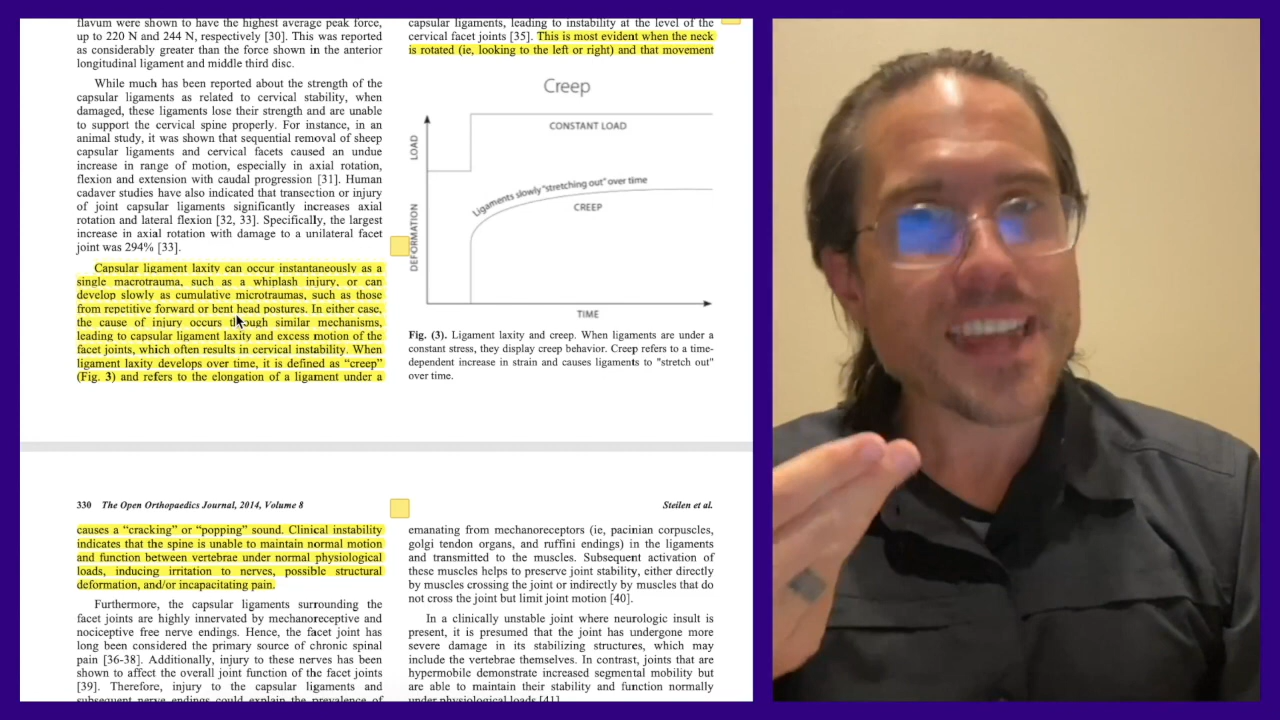 flavum were shown to have the highest average peak force,
up to 220 N and 244 N, respectively [30]. This was reported
as considerably greater than the force shown in the anterior
longitudinal ligament and middle third disc.
While much has been reported about the strength of the
capsular ligaments as related to cervical stability, when
damaged, these ligaments lose their strength and are unable
to support the cervical spine properly. For instance, in an
animal study, it was shown that sequential removal of sheep
capsular ligaments and cervical facets caused an undue
increase in range of motion, especially in axial rotation,
flexion and extension with caudal progression [31]. Human
cadaver studies have also indicated that transection or injury
of joint capsular ligaments significantly increases axial
rotation and lateral flexion [32, 33]. Specifically, the largest
increase in axial rotation with damage to a unilateral facet
joint was 294% [33].
Capsular ligament laxity can occur instantaneously as a
single macrotrauma, such as a whiplash injury, or can
develop slowly as cumulative microtraumas, such as those
from repetitive forward or bent head postures. In either case,
the cause of injury occurs through similar mechanisms,
leading to capsular ligament laxity and excess motion of the
facet joints, which often results in cervical instability. When
ligament laxity develops over time, it is defined as “creep”
(Fig. 3) and refers to the elongation of a ligament under a
capsular ligaments, leading to instability at the level of the
cervical facet joints [35]. This is most evident when the neck
is rotated (ie, looking to the left or right) and that movement
Creep
LOAD
CONSTANT LOAD
Ligaments slowly "stretching out" over time
CREEP
DEFORMATION
TIME
Fig. (3). Ligament laxity and creep. When ligaments are under a
constant stress, they display creep behavior. Creep refers to a time-
dependent increase in strain and causes ligaments to "stretch out"
over time.
330 The Open Orthopaedics Journal, 2014, Volume 8
Steilen et al.
causes a “cracking” or “popping” sound. Clinical instability
indicates that the spine is unable to maintain normal motion
and function between vertebrae under normal physiological
loads, inducing irritation to nerves, possible structural
deformation, and/or incapacitating pain.
Furthermore, the capsular ligaments surrounding the
facet joints are highly innervated by mechanoreceptive and
nociceptive free nerve endings. Hence, the facet joint has
long been considered the primary source of chronic spinal
pain [36-38]. Additionally, injury to these nerves has been
shown to affect the overall joint function of the facet joints
[39]. Therefore, injury to the capsular ligaments and
subsequent nerve endings could explain the prevalence of
emanating from mechanoreceptors (ie, pacinian corpuscles,
golgi tendon organs, and ruffini endings) in the ligaments
and transmitted to the muscles. Subsequent activation of
these muscles helps to preserve joint stability, either directly
by muscles crossing the joint or indirectly by muscles that do
not cross the joint but limit joint motion [40].
In a clinically unstable joint where neurologic insult is
present, it is presumed that the joint has undergone more
severe damage in its stabilizing structures, which may
include the vertebrae themselves. In contrast, joints that are
hypermobile demonstrate increased segmental mobility but
are able to maintain their stability and function normally
under physiological loads [41].